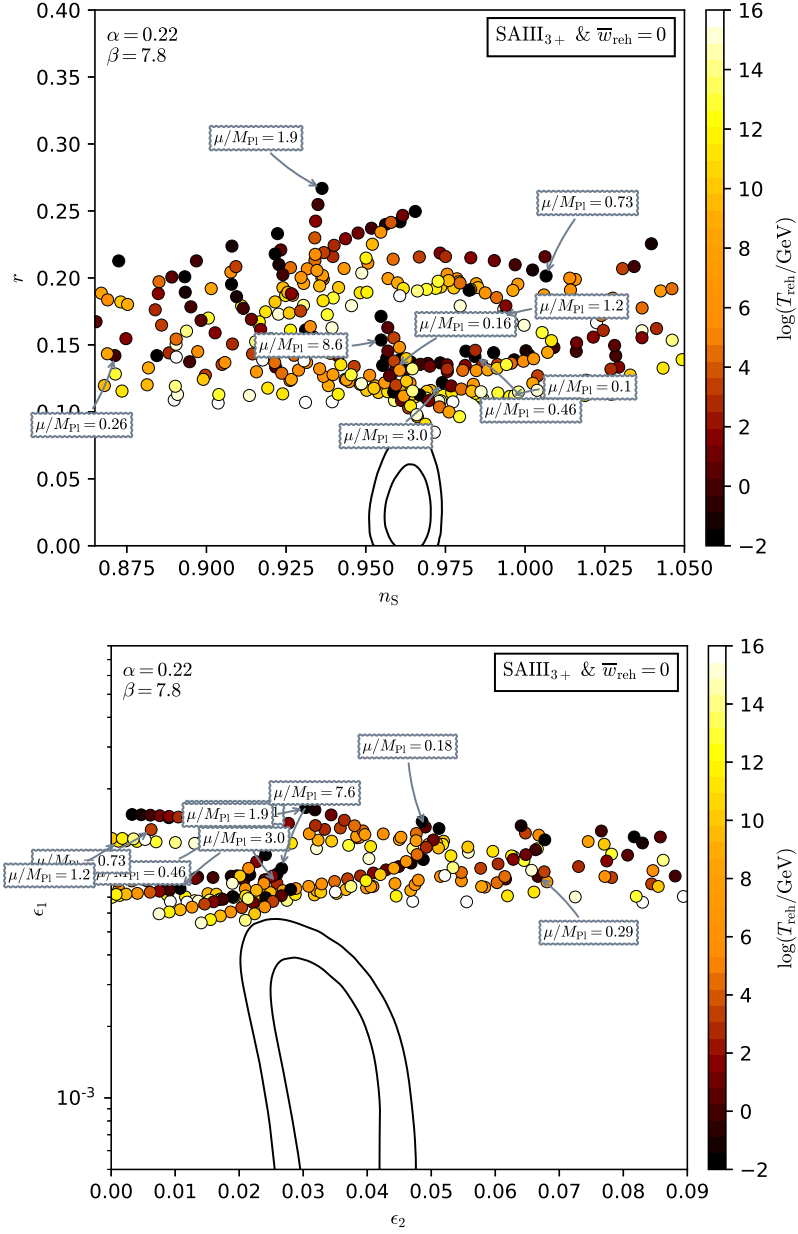 0.40
0.35
0.30
0.25
0.20
0.15
0.10
0.05
0.00
r
α = 0.22
β = 7.8
SAIII3+ & w̅reh = 0
μ/MPl = 1.9
μ/MPl = 0.73
μ/MPl = 1.2
μ/MPl = 0.16
μ/MPl = 8.6
μ/MPl = 0.1
μ/MPl = 0.46
μ/MPl = 0.26
μ/MPl = 3.0
0.875 0.900 0.925 0.950 0.975 1.000 1.025 1.050
nS
16
14
12
10
8
6
4
2
0
−2
log(Treh/GeV)
α = 0.22
β = 7.8
SAIII3+ & w̅reh = 0
μ/MPl = 0.18
μ/MPl = 7.6
μ/MPl = 1.9
μ/MPl = 3.0
0.73
μ/MPl = 1.2
μ/MPl = 0.46
μ/MPl = 0.29
ϵ1
10-3
0.00 0.01 0.02 0.03 0.04 0.05 0.06 0.07 0.08 0.09
ϵ2
16
14
12
10
8
6
4
2
0
−2
log(Treh/GeV)